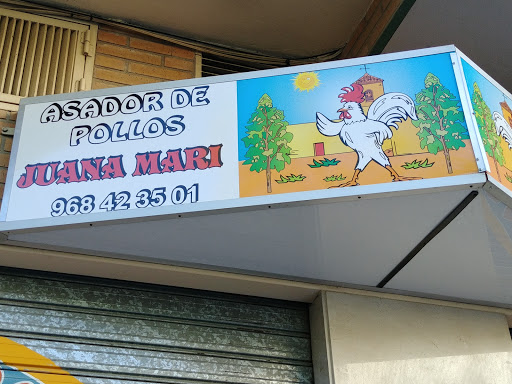 ASADOR DE
POLLOS
JUANA MARI
968 42 35 01